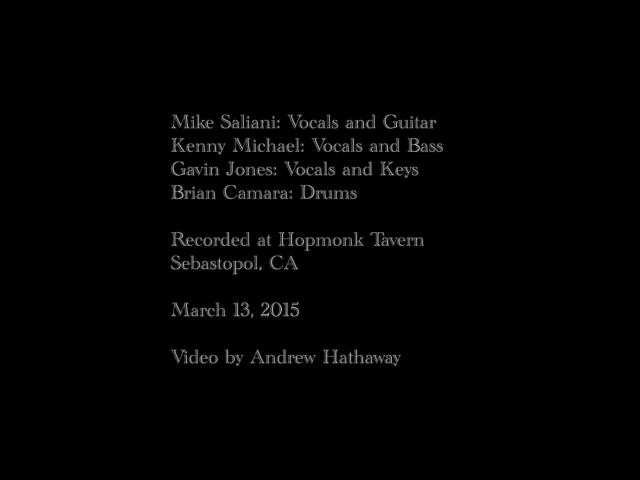 Mike Saliani: Vocals and Guitar
Kenny Michael: Vocals and Bass
Gavin Jones: Vocals and Keys
Brian Camara: Drums
Recorded at Hopmonk Tavern
Sebastopol, CA
March 13, 2015
Video by Andrew Hathaway